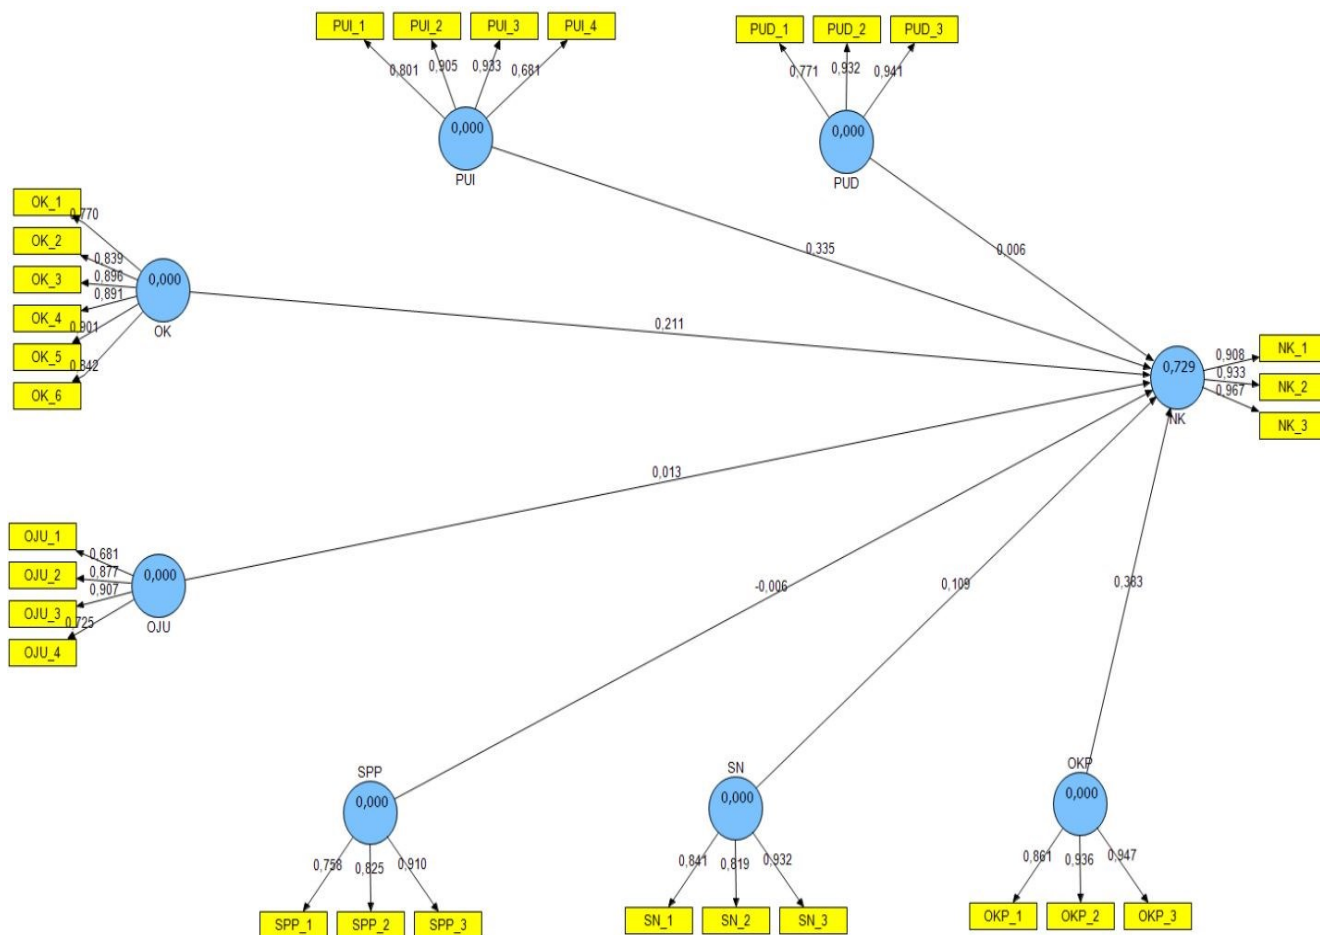 PUI_1 PUI_2 PUI_3 PUI_4
0,801 0,905 0,933 0,681
0,000
PUI
PUD_1 PUD_2 PUD_3
0,771 0,932 0,941
0,000
PUD
0,335
0,006
OK_1
OK_2
OK_3
OK_4
OK_5
OK_6
0,770
0,839
0,896
0,891
0,901
0,842
0,000
OK
0,211
0,729
NK
0,908
0,933
0,967
NK_1
NK_2
NK_3
OJU_1
OJU_2
OJU_3
OJU_4
0,681
0,877
0,907
0,725
0,000
OJU
0,013
-0,006
0,109
0,383
SPP
0,000
0,758 0,825 0,910
SPP_1 SPP_2 SPP_3
SN
0,000
0,841 0,819 0,932
SN_1 SN_2 SN_3
OKP
0,000
0,861 0,936 0,947
OKP_1 OKP_2 OKP_3